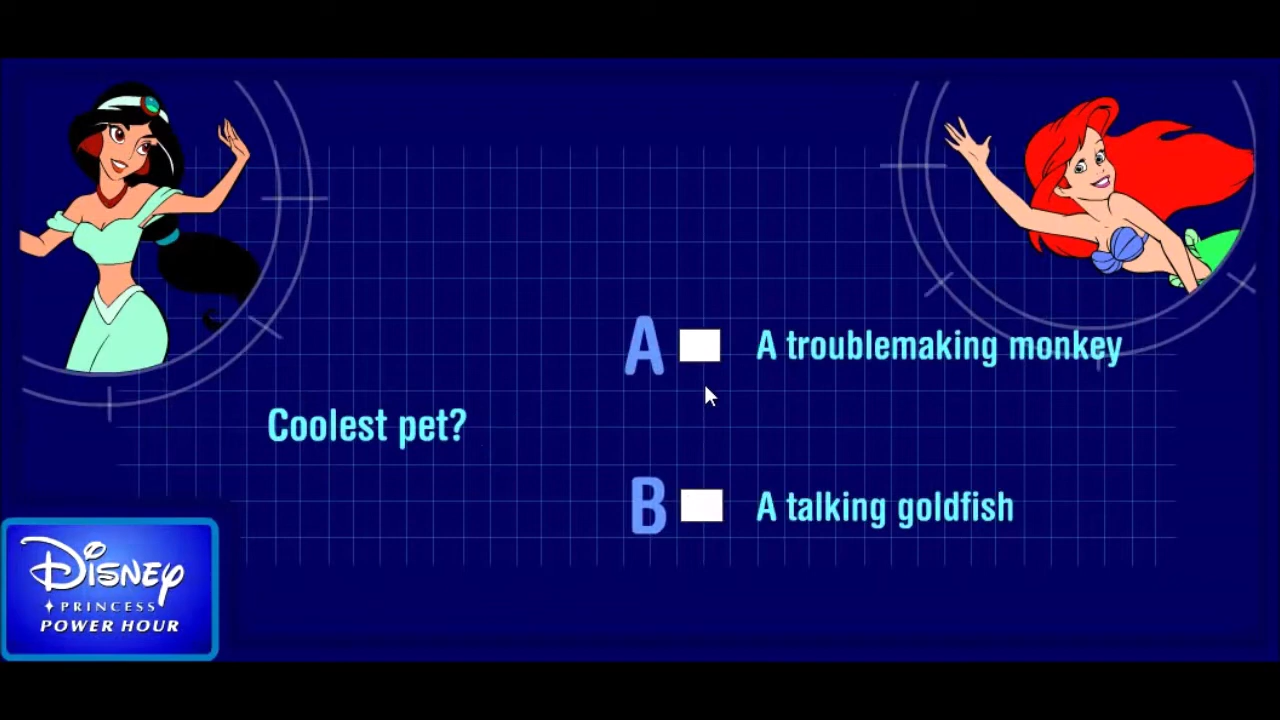 A A troublemaking monkey
Coolest pet?
B A talking goldfish
Disney
PRINCESS
POWER HOUR